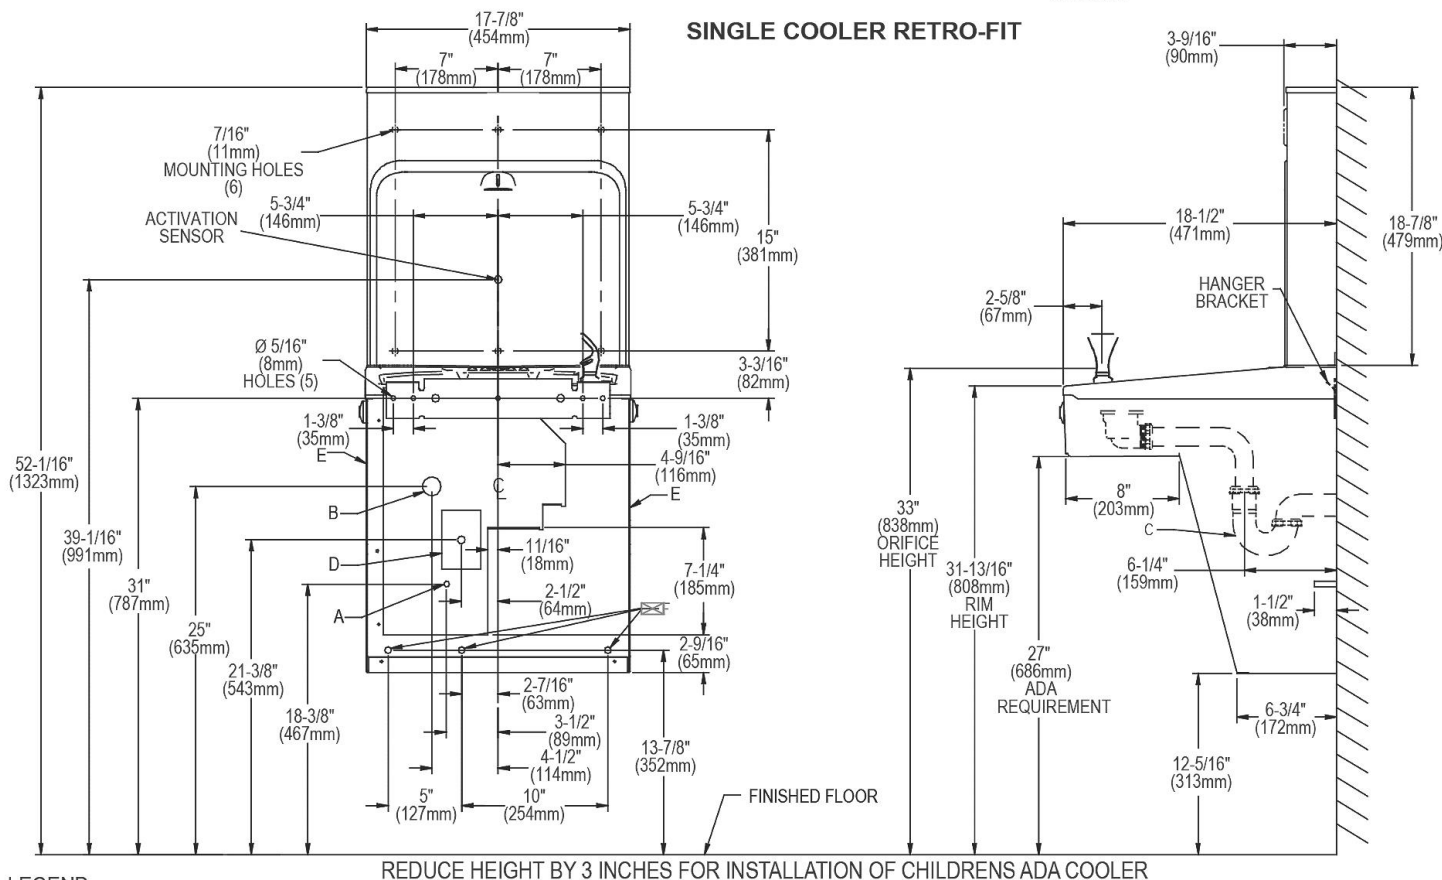 17-7/8"
(454mm)
SINGLE COOLER RETRO-FIT
3-9/16"
(90mm)
7"
(178mm)
7"
(178mm)
7/16"
(11mm)
MOUNTING HOLES
(6)
5-3/4"
(146mm)
5-3/4"
(146mm)
ACTIVATION
SENSOR
15"
(381mm)
18-1/2"
(471mm)
18-7/8"
(479mm)
HANGER
BRACKET
2-5/8"
(67mm)
Ø 5/16"
(8mm)
HOLES (5)
3-3/16"
(82mm)
1-3/8"
(35mm)
1-3/8"
(35mm)
E
4-9/16"
(116mm)
52-1/16"
(1323mm)
C
L
E
B
8"
(203mm)
33"
(838mm)
ORIFICE
HEIGHT
C
39-1/16"
(991mm)
11/16"
(18mm)
D
7-1/4"
(185mm)
6-1/4"
(159mm)
31-13/16"
(808mm)
RIM
HEIGHT
31"
(787mm)
2-1/2"
(64mm)
F
A
1-1/2"
(38mm)
25"
(635mm)
2-9/16"
(65mm)
27"
(686mm)
ADA
REQUIREMENT
21-3/8"
(543mm)
2-7/16"
(63mm)
18-3/8"
(467mm)
3-1/2"
(89mm)
6-3/4"
(172mm)
4-1/2"
(114mm)
13-7/8"
(352mm)
12-5/16"
(313mm)
5"
(127mm)
10"
(254mm)
FINISHED FLOOR
REDUCE HEIGHT BY 3 INCHES FOR INSTALLATION OF CHILDRENS ADA COOLER
LEGEND